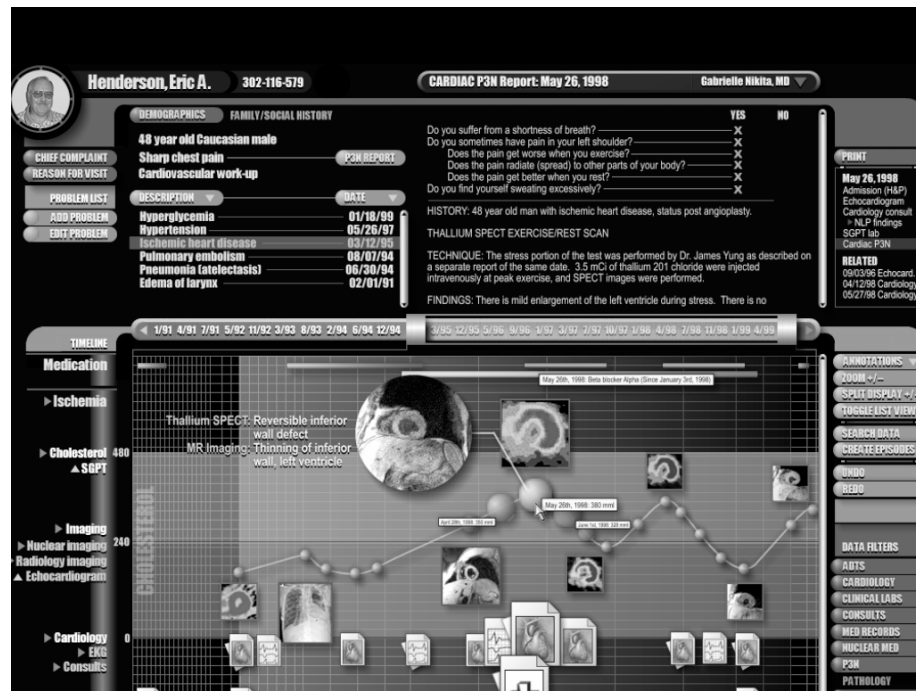 Henderson, Eric A. 302-116-579
CARDIAC P3N Report: May 26, 1998 Gabrielle Nikita, MD
DEMOGRAPHICS FAMILY/SOCIAL HISTORY
48 year old Caucasian male
Sharp chest pain P3N REPORT
Cardiovascular work-up
CHIEF COMPLAINT
REASON FOR VISIT
PROBLEM LIST
ADD PROBLEM
EDIT PROBLEM
DESCRIPTION DATE
Hyperglycemia 01/18/99
Hypertension 05/26/97
Ischemic heart disease 03/12/95
Pulmonary embolism 08/07/94
Pneumonia (atelectasis) 06/30/94
Edema of larynx 02/01/91
YES NO
Do you suffer from a shortness of breath? X
Do you sometimes have pain in your left shoulder? X
Does the pain get worse when you exercise? X
Does the pain radiate (spread) to other parts of your body? X
Does the pain get better when you rest? X
Do you find yourself sweating excessively? X
HISTORY: 48 year old man with ischemic heart disease, status post angioplasty.
THALLIUM SPECT EXERCISE/REST SCAN
TECHNIQUE: The stress portion of the test was performed by Dr. James Yung as described on
a separate report of the same date. 3.5 mCi of thallium 201 chloride were injected
intravenously at peak exercise, and SPECT images were performed.
FINDINGS: There is mild enlargement of the left ventricle during stress. There is no
PRINT
May 26,1998
Admission (H&P)
Echocardiogram
Cardiology consult
NLP findings
SGPT lab
Cardiac P3N
RELATED
09/03/96 Echocard.
04/12/98 Cardiology
05/27/98 Cardiology
TIMELINE
1/91 4/91 7/91 5/92 11/92 3/93 8/93 2/94 6/94 12/94 3/95 12/95 5/96 9/96 1/97 3/97 7/97 10/97 1/98 4/98 7/98 11/98 1/99 4/99
Medication
Ischemia
Cholesterol 480
SGPT
Imaging
Nuclear imaging 240
Radiology imaging
Echocardiogram
Cardiology 0
EKG
Consults
CHOLESTEROL
May 26th, 1998: Beta blocker Alpha (Since January 3rd, 1998)
Thallium SPECT: Reversible inferior
wall defect
MR Imaging: Thinning of inferior
wall, left ventricle
May 26th, 1998: 380 mml
ANNOTATIONS
ZOOM +/–
SPLIT DISPLAY +/
TOGGLE LIST VIEW
SEARCH DATA
CREATE EPISODES
UNDO
REDO
DATA FILTERS
ADTS
CARDIOLOGY
CLINICAL LABS
CONSULTS
MED RECORDS
NUCLEAR MED
P3N
PATHOLOGY